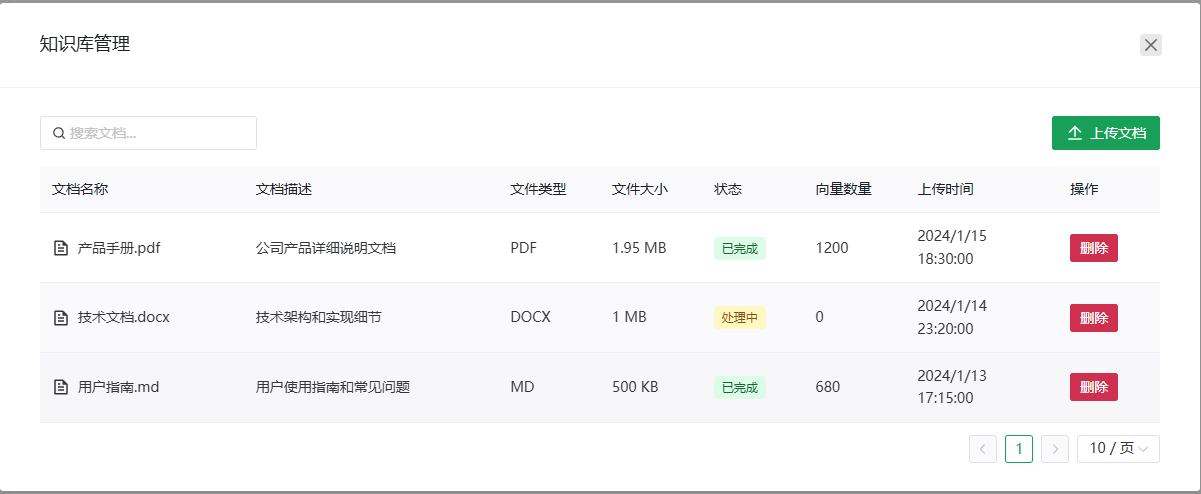 知识库管理
搜索文档...
上传文档
文档名称 文档描述 文件类型 文件大小 状态 向量数量 上传时间 操作
产品手册.pdf 公司产品详细说明文档 PDF 1.95 MB 已完成 1200 2024/1/15 18:30:00 删除
技术文档.docx 技术架构和实现细节 DOCX 1 MB 处理中 0 2024/1/14 23:20:00 删除
用户指南.md 用户使用指南和常见问题 MD 500 KB 已完成 680 2024/1/13 17:15:00 删除
1 10 / 页